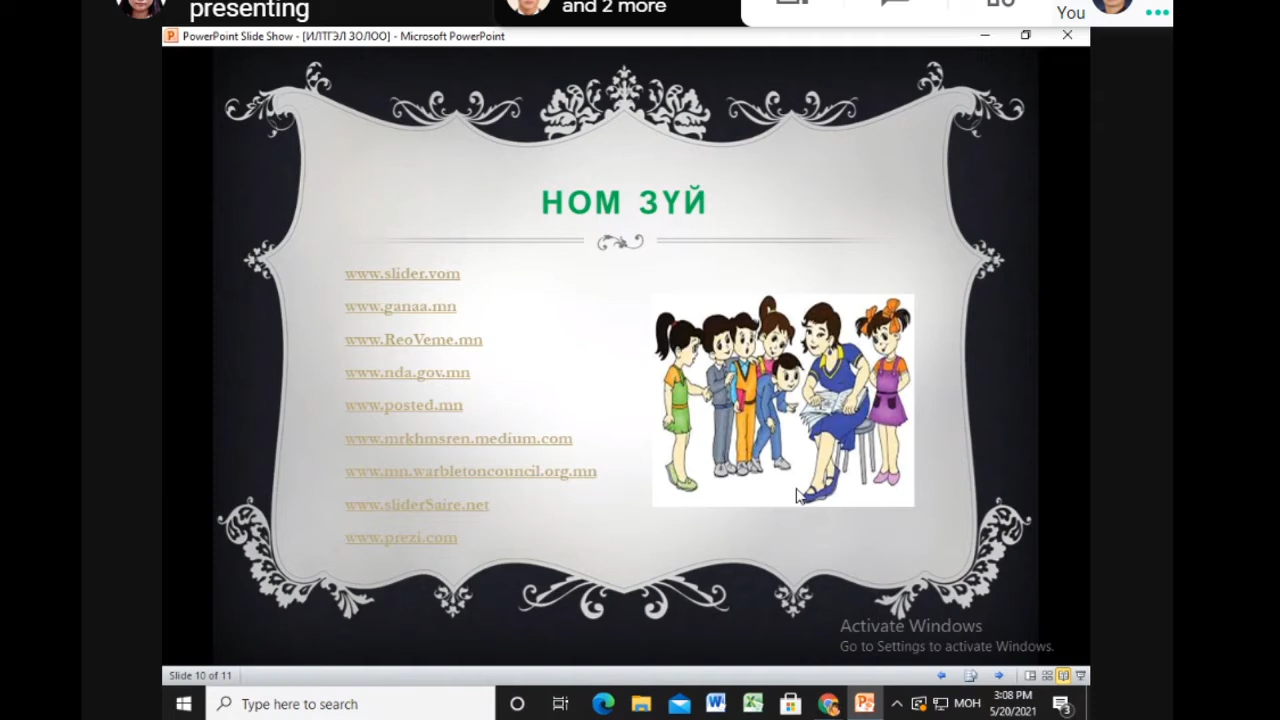 presenting
and 2 more
You
PowerPoint Slide Show - [ИЛТГЭЛ ЗОЛОО] - Microsoft PowerPoint
НОМ ЗҮЙ
www.slider.vom
www.ganaa.mn
www.ReoVeme.mn
www.nda.gov.mn
www.posted.mn
www.mrkhmsren.medium.com
www.mn.warbletoncouncil.org.mn
www.sliderSaire.net
www.prezi.com
Activate Windows
Go to Settings to activate Windows.
Slide 10 of 11
Type here to search
МОН
3:08 PM
5/20/2021
3